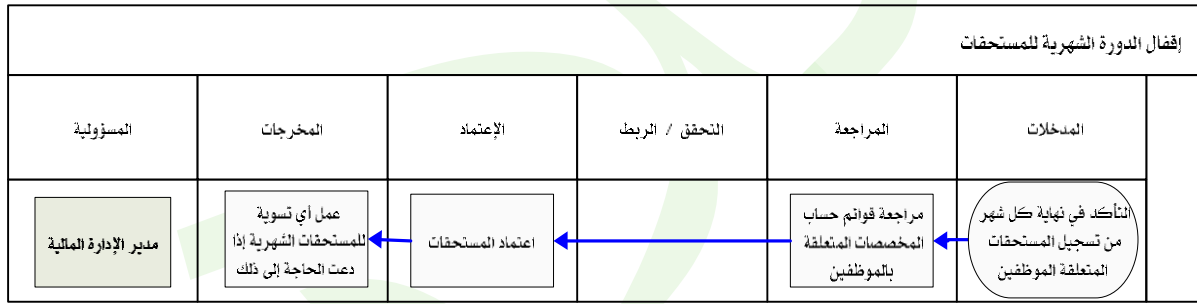 إقفال الدورة الشهرية للمستحقات
المدخلات
المراجعة
التحقق / الربط
الإعتماد
المخرجات
المسؤولية
التأكد في نهاية كل شهر
من تسجيل المستحقات
المتعلقة الموظفين
مراجعة قوائم حساب
المخصصات المتعلقة
بالموظفين
اعتماد المستحقات
عمل أي تسوية
للمستحقات الشهرية إذا
دعت الحاجة إلى ذلك
مدير الإدارة المالية